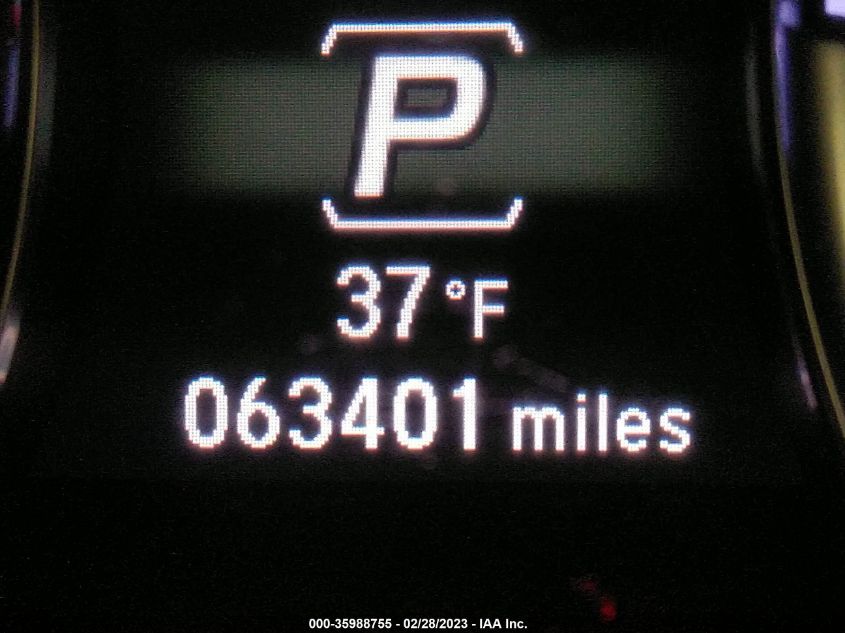 P
37 °F
063401 miles
000-35988755 - 02/28/2023 - IAA Inc.